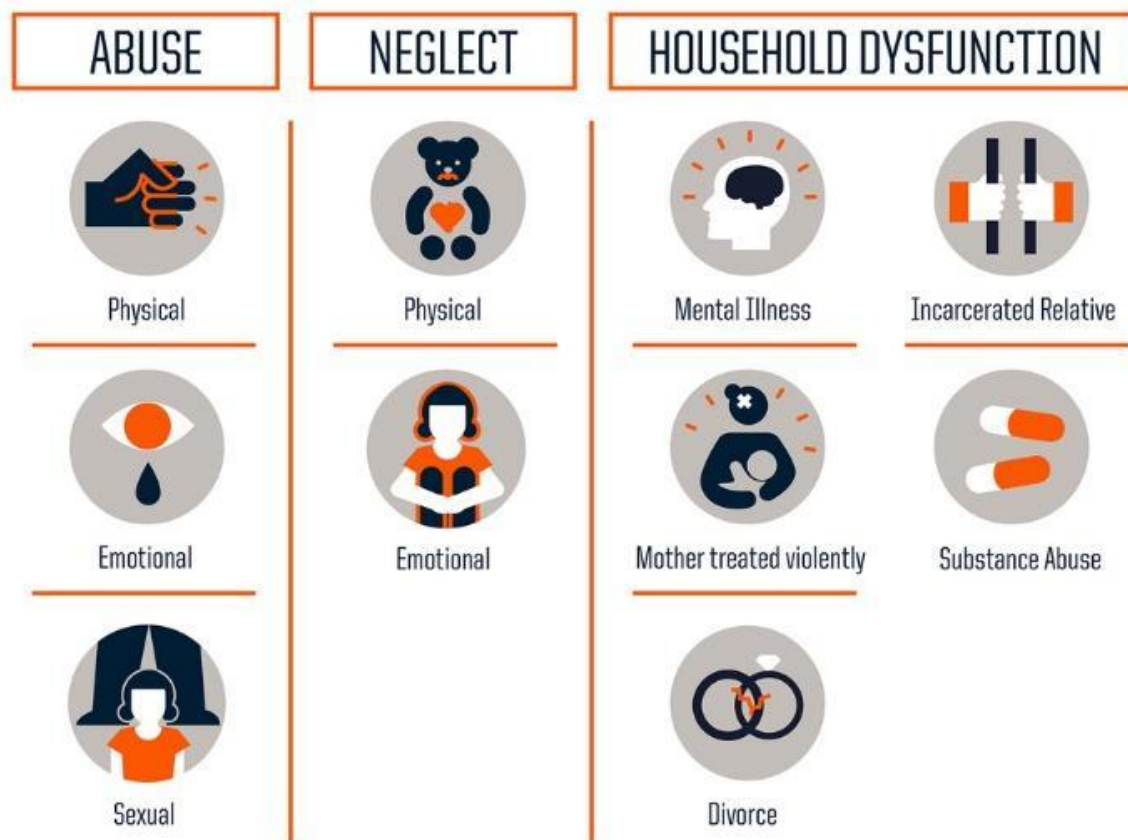 ABUSE
NEGLECT
HOUSEHOLD DYSFUNCTION
Physical
Physical
Mental Illness
Incarcerated Relative
Emotional
Emotional
Mother treated violently
Substance Abuse
Sexual
Divorce